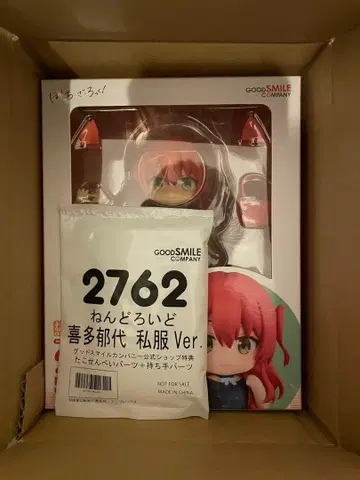 ぼっち・ざ・ろっく!
GOOD SMILE
COMPANY
GOOD SMILE
COMPANY
2762
ねんどろいど
喜多郁代 私服 Ver.
グッドスマイルカンパニー公式ショップ特典
たこせんべいパーツ+持ち手パーツ
NOT FOR SALE
MADE IN CHINA